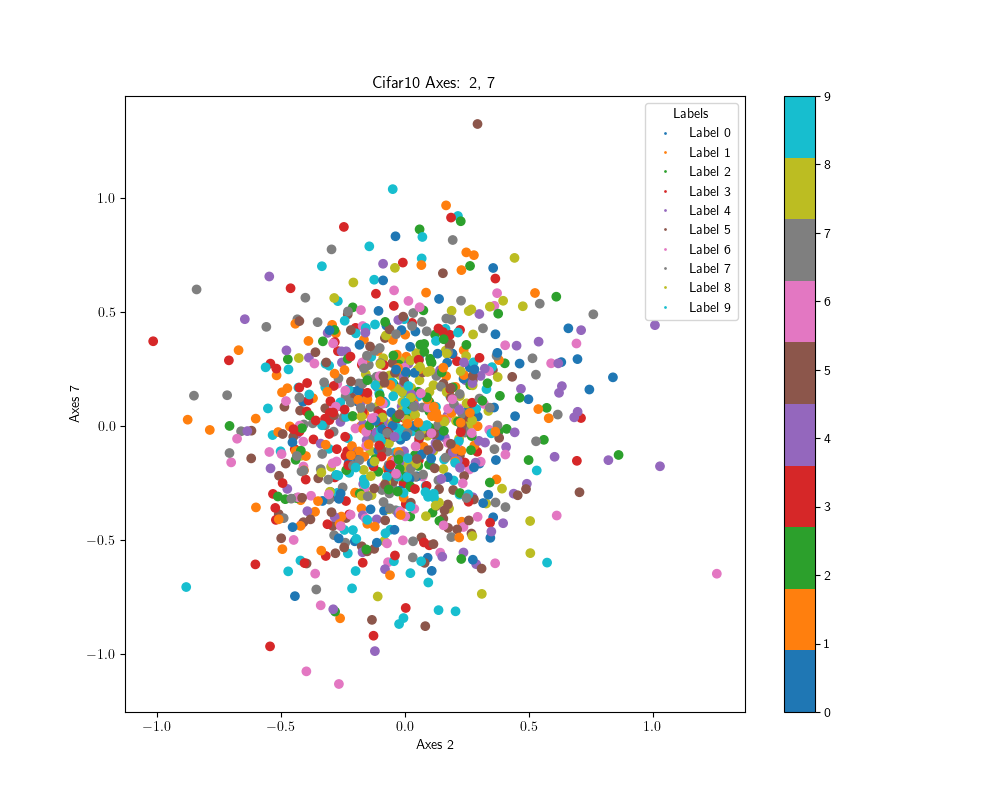 Cifar10 Axes: 2, 7
Labels
Label 0
Label 1
Label 2
Label 3
Label 4
Label 5
Label 6
Label 7
Label 8
Label 9
1.0
0.5
0.0
−0.5
−1.0
Axes 7
−1.0 −0.5 0.0 0.5 1.0
Axes 2
9
8
7
6
5
4
3
2
1
0